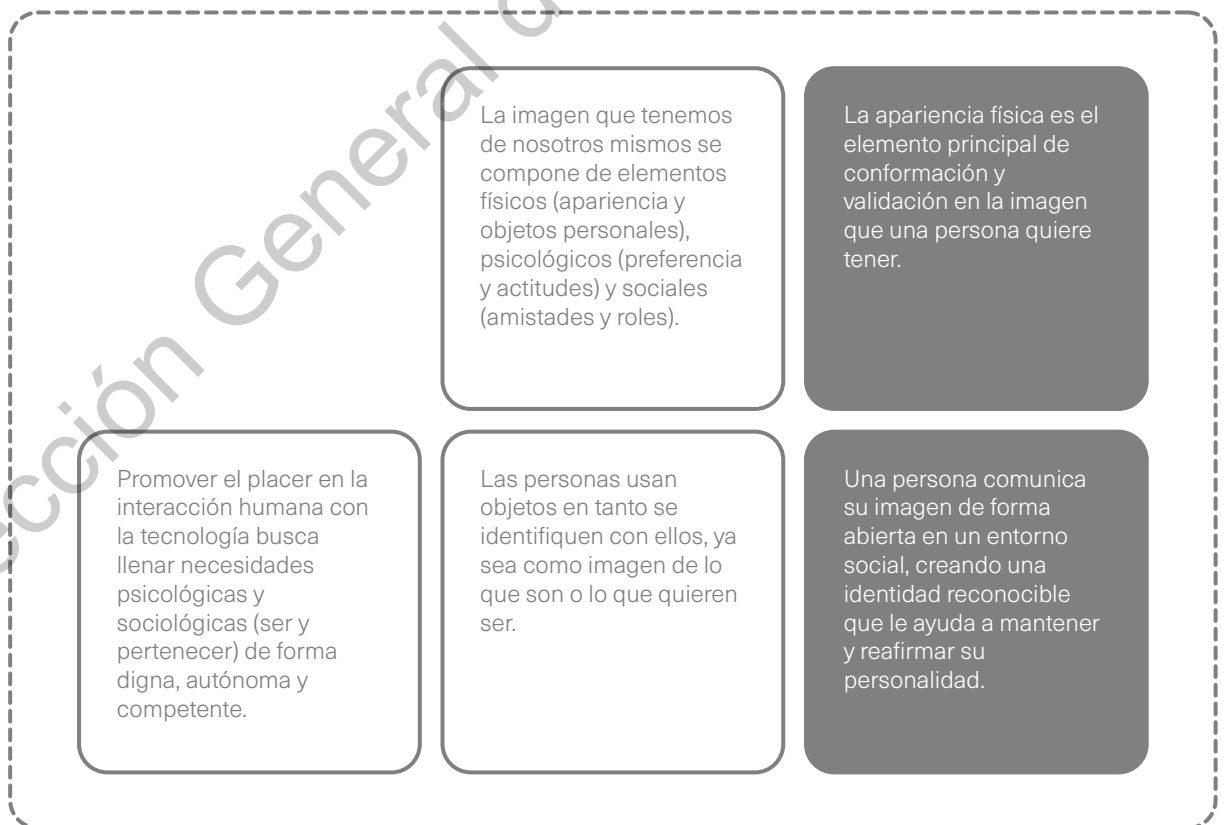 La imagen que tenemos
de nosotros mismos se
compone de elementos
físicos (apariencia y
objetos personales),
psicológicos (preferencia
y actitudes) y sociales
(amistades y roles).
La apariencia física es el
elemento principal de
conformación y
validación en la imagen
que una persona quiere
tener.
Promover el placer en la
interacción humana con
la tecnología busca
llenar necesidades
psicológicas y
sociológicas (ser y
pertenecer) de forma
digna, autónoma y
competente.
Las personas usan
objetos en tanto se
identifiquen con ellos, ya
sea como imagen de lo
que son o lo que quieren
ser.
Una persona comunica
su imagen de forma
abierta en un entorno
social, creando una
identidad reconocible
que le ayuda a mantener
y reafirmar su
personalidad.
ección General d